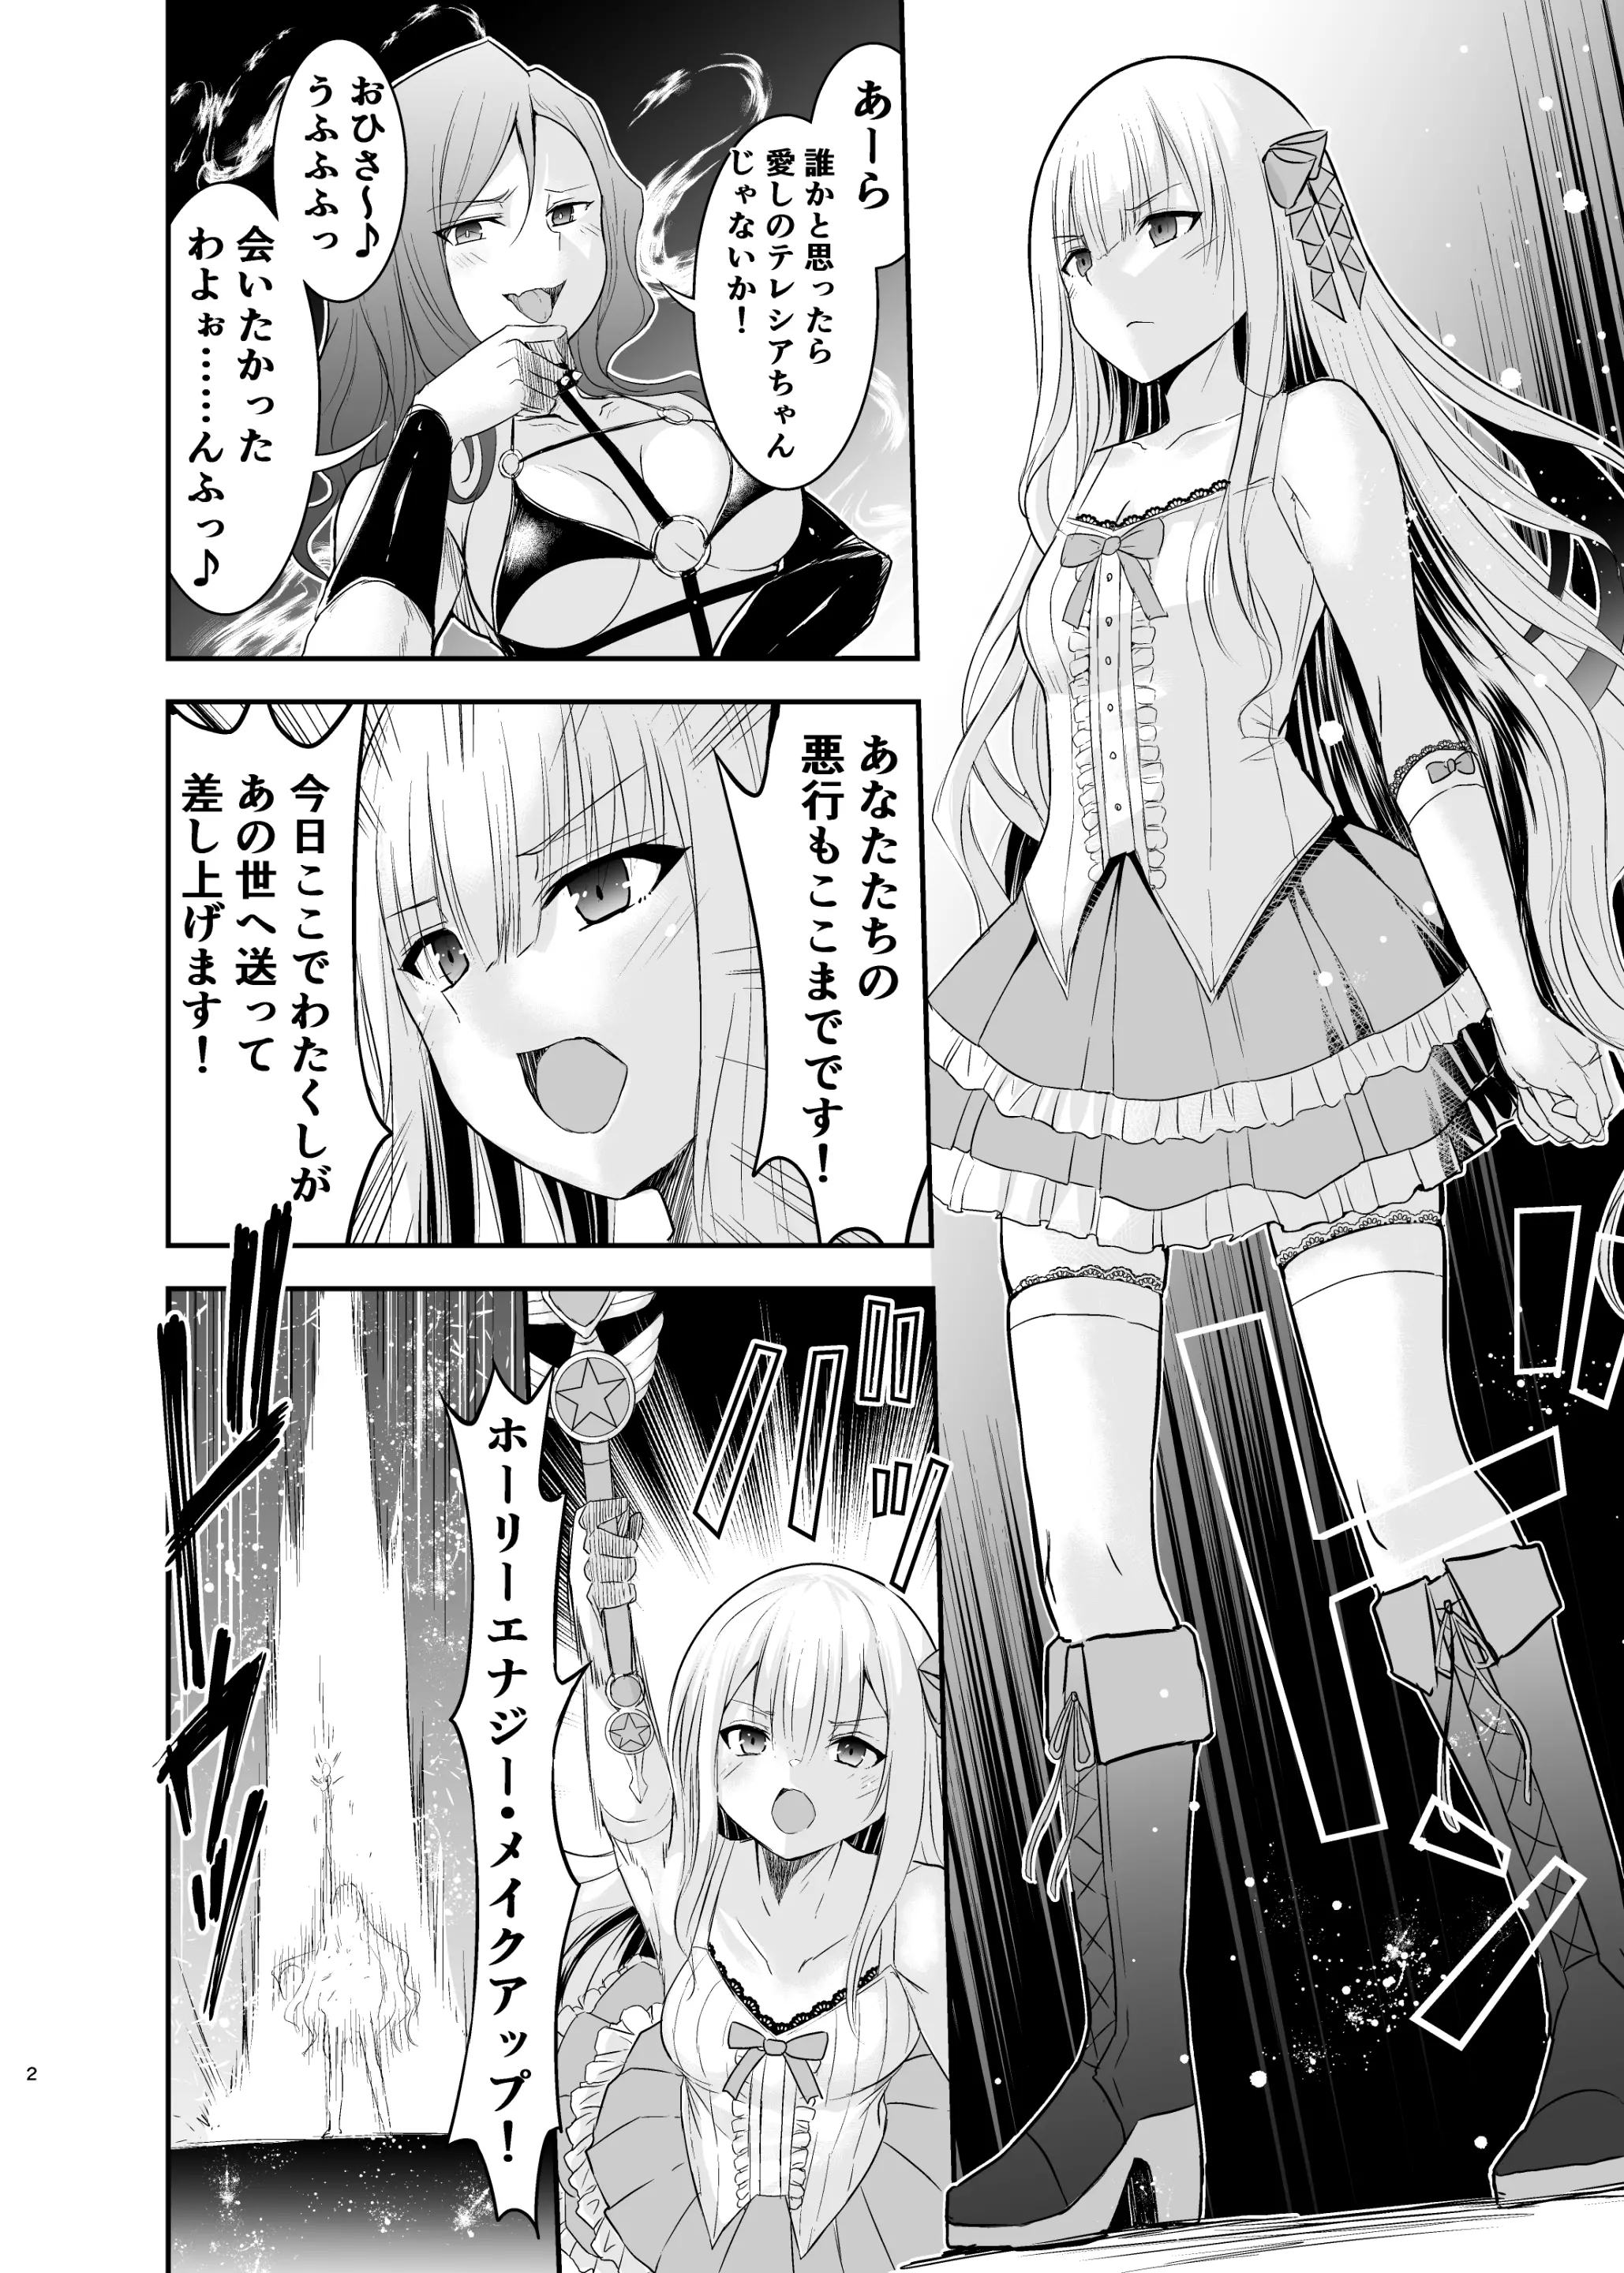 あーら
誰かと思ったら
愛しのテレシアちゃん
じゃないか！
おひさ～♪
うふふふっ
会いたかった
わよぉ……んふっ♪
あなたたちの
悪行もここまでです！
今日ここでわたくしが
あの世へ送って
差し上げます！
ホーリーエナジー・メイクアップ！
2